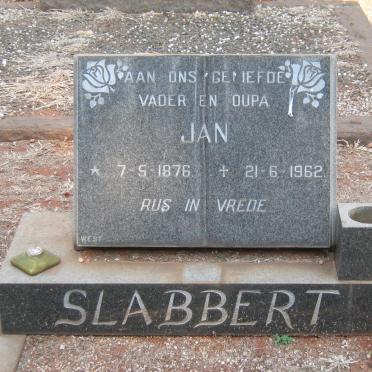 AAN ONS GELIEFDE
VADER EN OUPA
JAN
* 7-5-1876 + 21-6-1962
RUS IN VREDE
WEST
SLABBERT